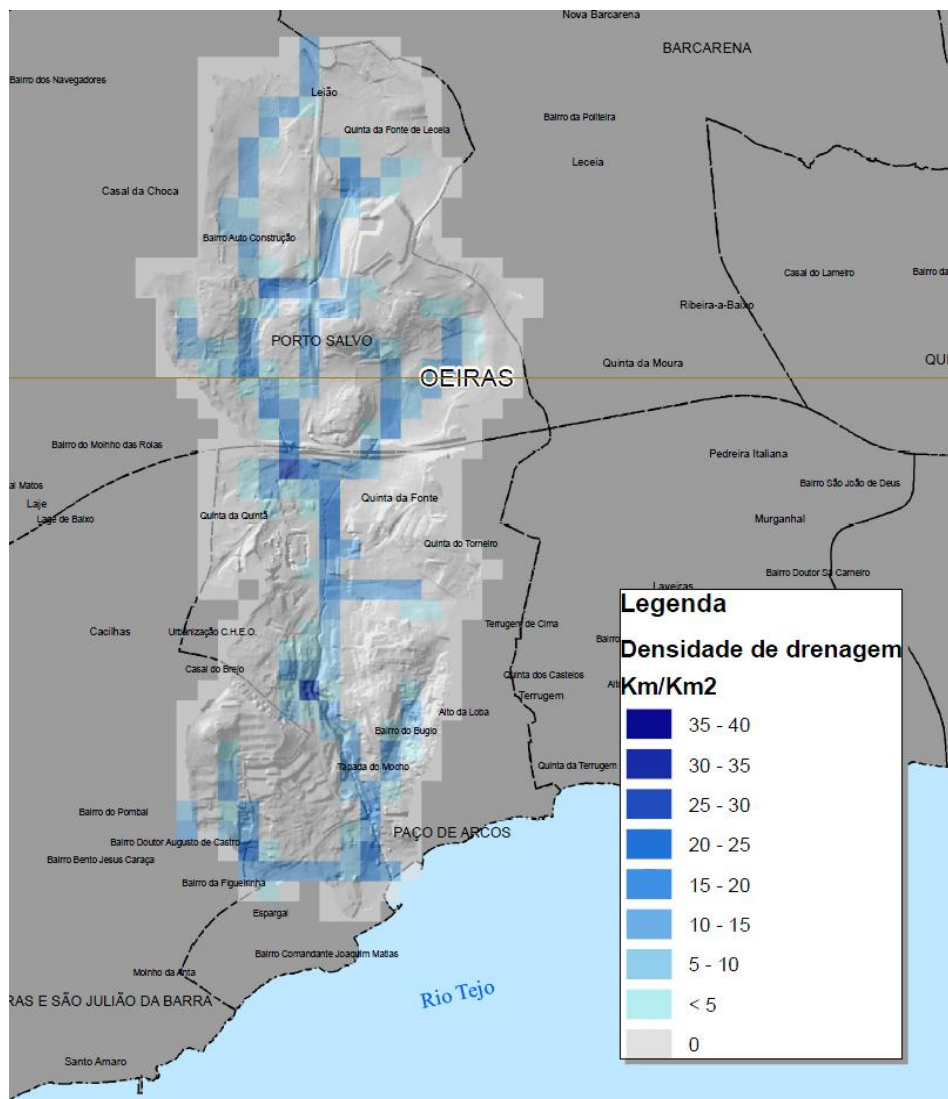 Nova Barcarena
BARCARENA
Bairro dos Navegadores
Leião
Bairro da Politeira
Quinta da Fonte de Leceia
Leceia
Casal da Choca
Bairro Auto Construção
Casal do Lameiro
Bairro da
Ribeira-a-Baixo
PORTO SALVO
QUI
Quinta da Moura
OEIRAS
Bairro do Moinho das Rolas
Pedreira Italiana
al Matos
Bairro São João de Deus
Laje
Quinta da Fonte
Lage de Baixo
Quinta da Quinta
Murganhal
Quinta do Torneiro
Bairro Doutor Sá Carneiro
Laveiras
Cacilhas
Urbanização C.H.E.O.
Terrugem de Cima
Bairro
Casal do Brejo
Quinta dos Castelos
Alto
Terrugem
Alto da Loba
Bairro do Bugio
Tapada do Mocho
Quinta da Terrugem
Bairro do Pombal
PAÇO DE ARCOS
Bairro Doutor Augusto de Castro
Bairro Bento Jesus Caraça
Bairro da Figueirinha
Espargal
Bairro Comandante Joaquim Matias
Moinho da Anta
RAS E SÃO JULIÃO DA BARRA
Rio Tejo
Santo Amaro
Legenda
Densidade de drenagem
Km/Km2
35 - 40
30 - 35
25 - 30
20 - 25
15 - 20
10 - 15
5 - 10
< 5
0